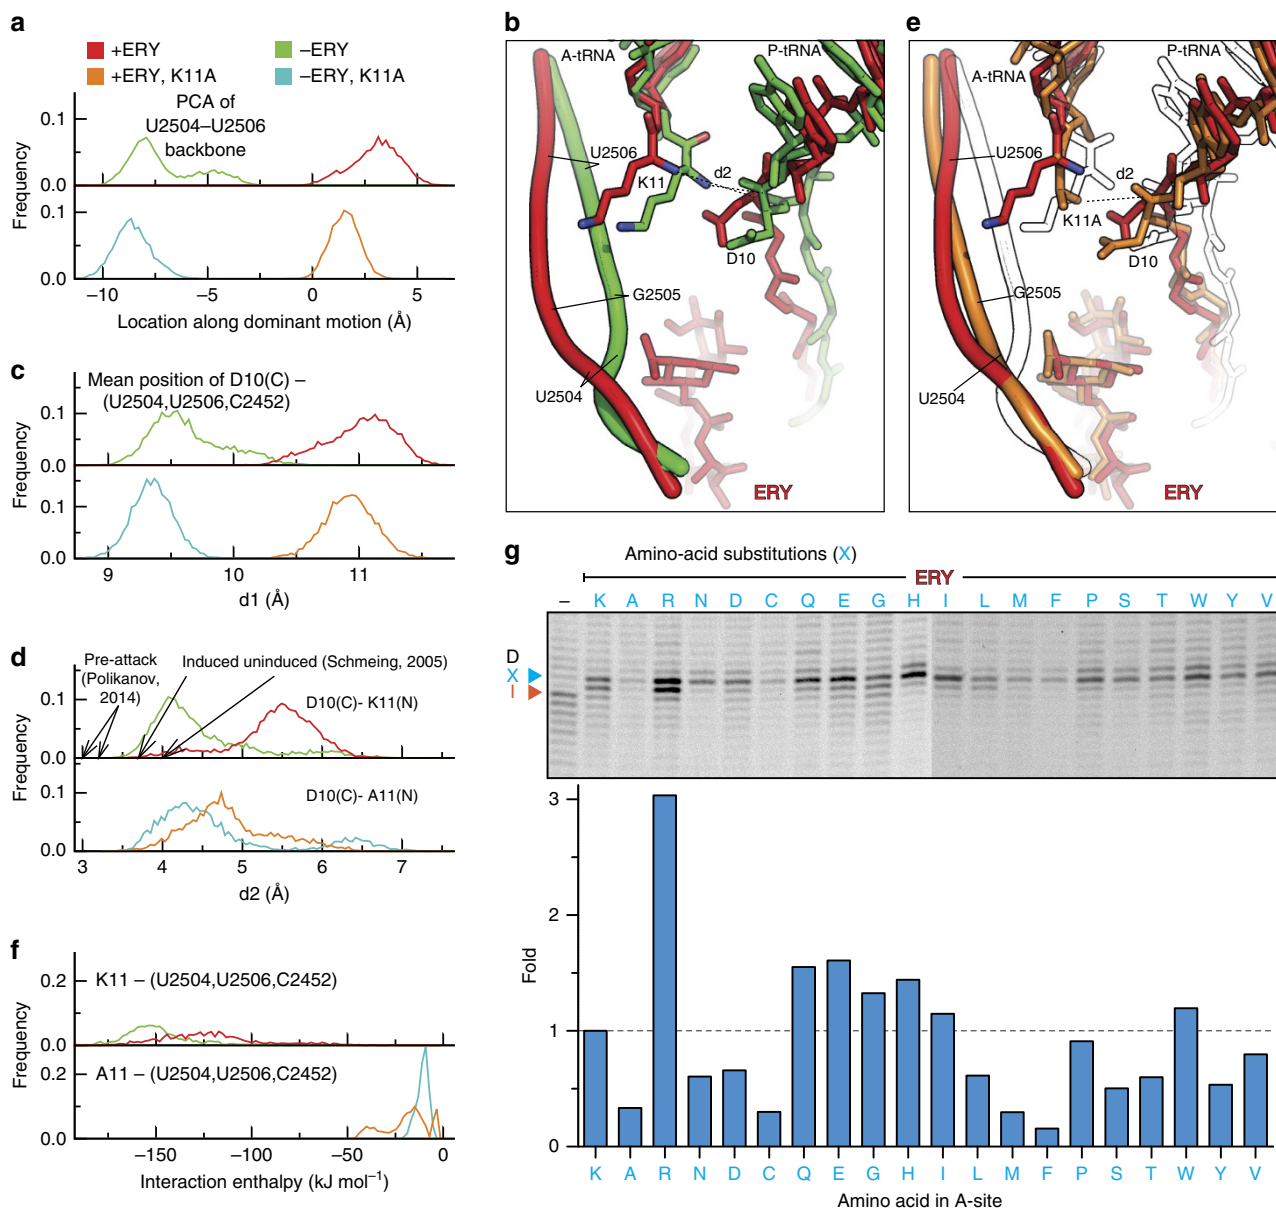 a
+ERY
–ERY
+ERY, K11A
–ERY, K11A
PCA of
U2504–U2506
backbone
Frequency
0.1
0.0
Frequency
0.1
0.0
–10
–5
0
5
Location along dominant motion (Å)
b
A-tRNA
P-tRNA
U2506
K11
d2
D10
G2505
U2504
ERY
e
P-tRNA
A-tRNA
U2506
d2
K11A
D10
G2505
U2504
ERY
c
Mean position of D10(C) –
(U2504,U2506,C2452)
Frequency
0.1
0.0
Frequency
0.1
0.0
9
10
11
d1 (Å)
d
Pre-attack
(Polikanov,
2014)
Induced uninduced (Schmeing, 2005)
D10(C)- K11(N)
Frequency
0.1
0.0
D10(C)- A11(N)
Frequency
0.1
0.0
3
4
5
6
7
d2 (Å)
f
K11 – (U2504,U2506,C2452)
Frequency
0.2
0.0
A11 – (U2504,U2506,C2452)
Frequency
0.2
0.0
–150
–100
–50
0
Interaction enthalpy (kJ mol–1)
g
Amino-acid substitutions (X)
ERY
– K A R N D C Q E G H I L M F P S T W Y V
D
X
I
Fold
3
2
1
0
K A R N D C Q E G H I L M F P S T W Y V
Amino acid in A-site